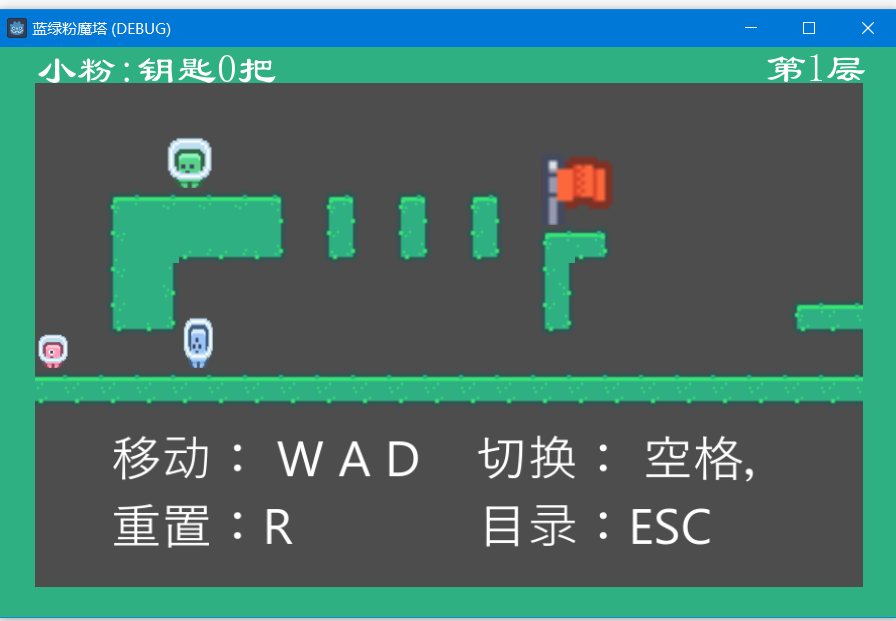 蓝绿粉魔塔 (DEBUG)
小粉:钥匙0把 第1层
移动： W A D 切换： 空格,
重置：R 目录：ESC